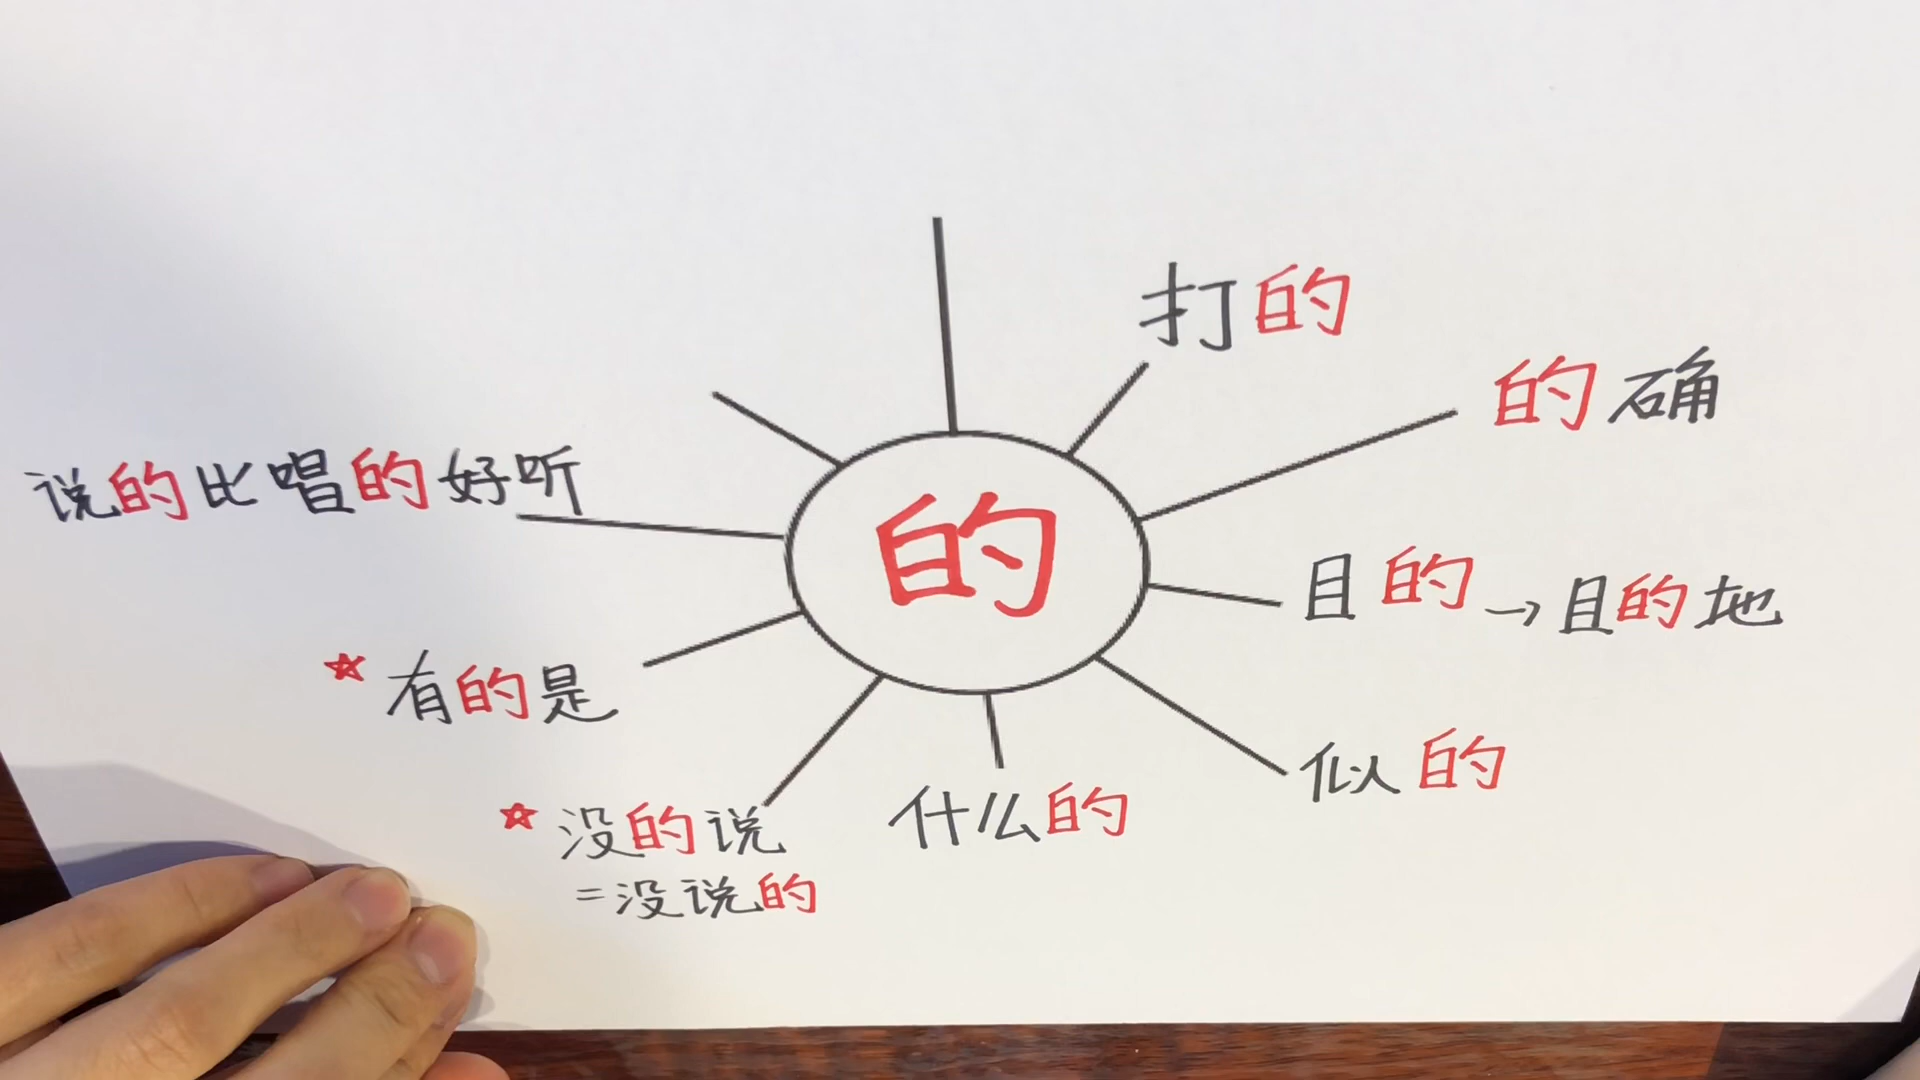 打的
的确
说的比唱的好听
的
目的→目的地
*有的是
似的
*没的说
什么的
=没说的